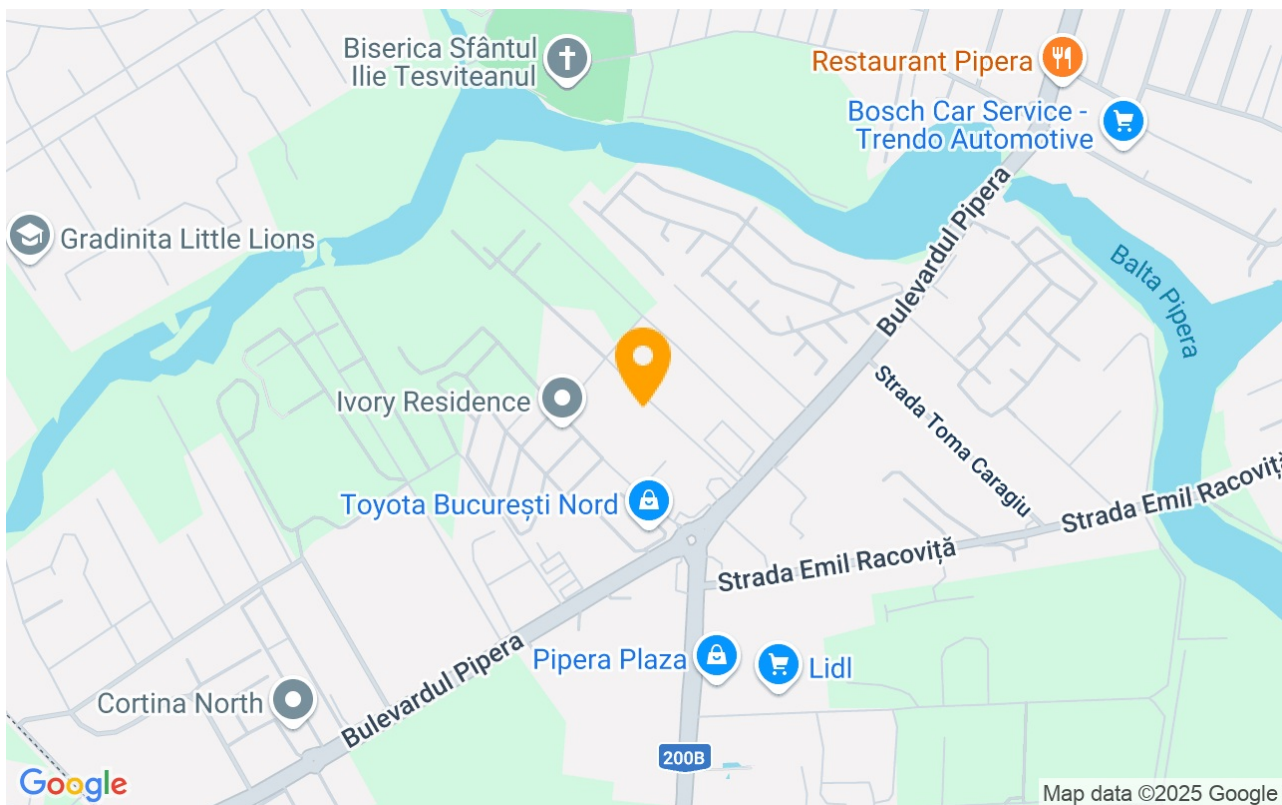 Biserica Sfântul
Ilie Tesviteanul
Restaurant Pipera
Bosch Car Service -
Trendo Automotive
Gradinita Little Lions
Bulevardul Pipera
Balta Pipera
Ivory Residence
Strada Toma Caragiu
Toyota București Nord
Strada Emil Racoviță
Strada Emil Racoviță
Bulevardul Pipera
Pipera Plaza
Lidl
Cortina North
200B
Google
Map data ©2025 Google